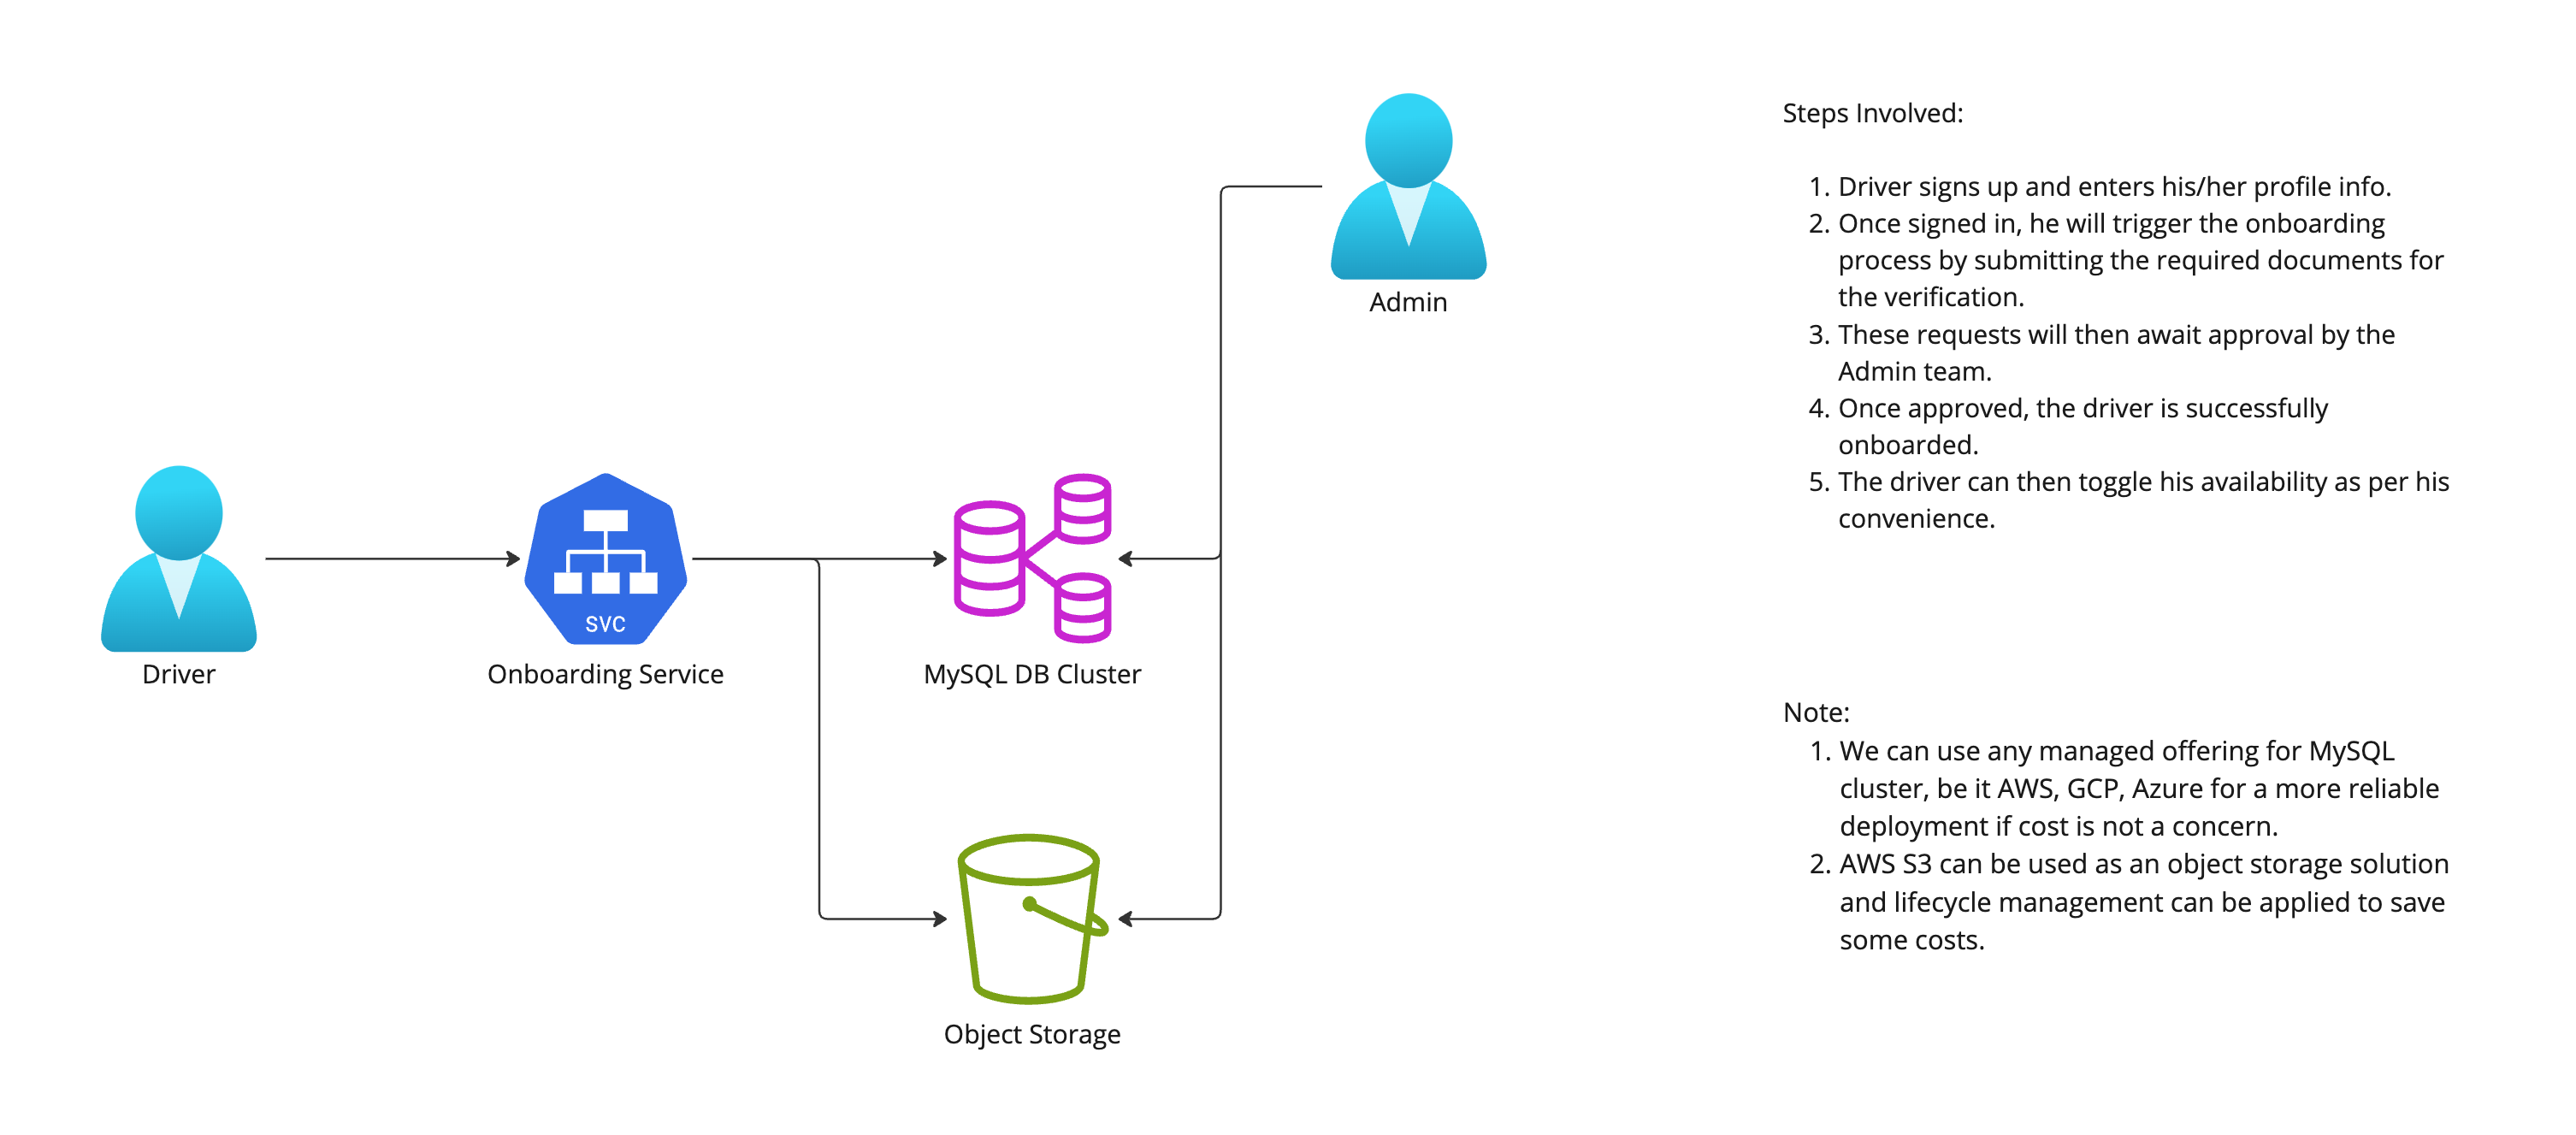 Steps Involved:
1. Driver signs up and enters his/her profile info.
2. Once signed in, he will trigger the onboarding
process by submitting the required documents for
the verification.
3. These requests will then await approval by the
Admin team.
4. Once approved, the driver is successfully
onboarded.
5. The driver can then toggle his availability as per his
convenience.
Admin
SVC
Driver
Onboarding Service
MySQL DB Cluster
Object Storage
Note:
1. We can use any managed offering for MySQL
cluster, be it AWS, GCP, Azure for a more reliable
deployment if cost is not a concern.
2. AWS S3 can be used as an object storage solution
and lifecycle management can be applied to save
some costs.